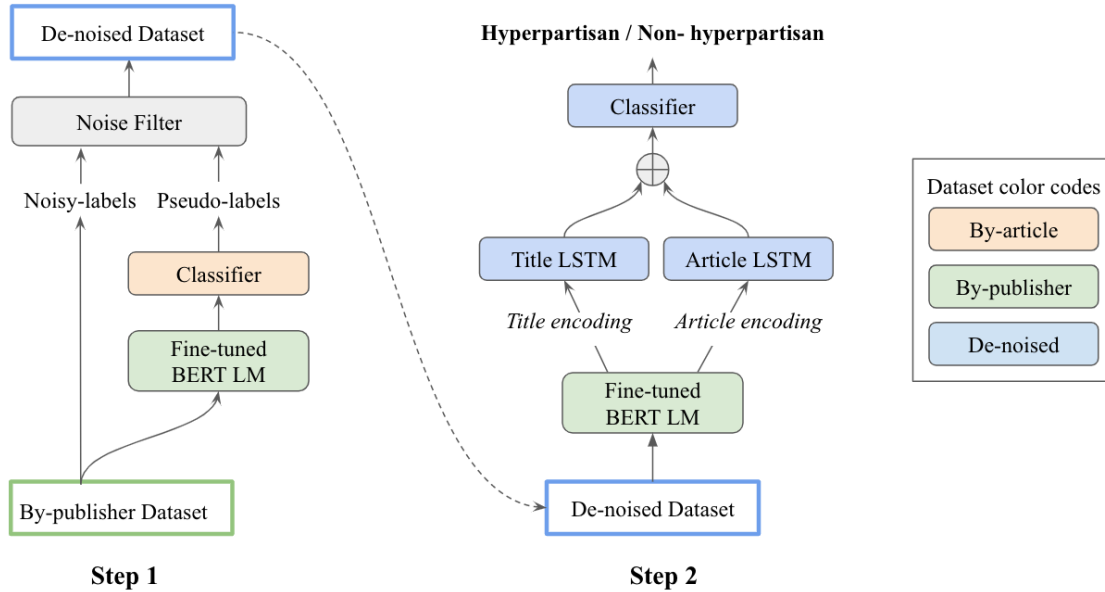 De-noised Dataset
Noise Filter
Noisy-labels
Pseudo-labels
Classifier
Fine-tuned
BERT LM
By-publisher Dataset
Step 1
Hyperpartisan / Non- hyperpartisan
Classifier
Title LSTM
Article LSTM
Title encoding
Article encoding
Fine-tuned
BERT LM
De-noised Dataset
Step 2
Dataset color codes
By-article
By-publisher
De-noised